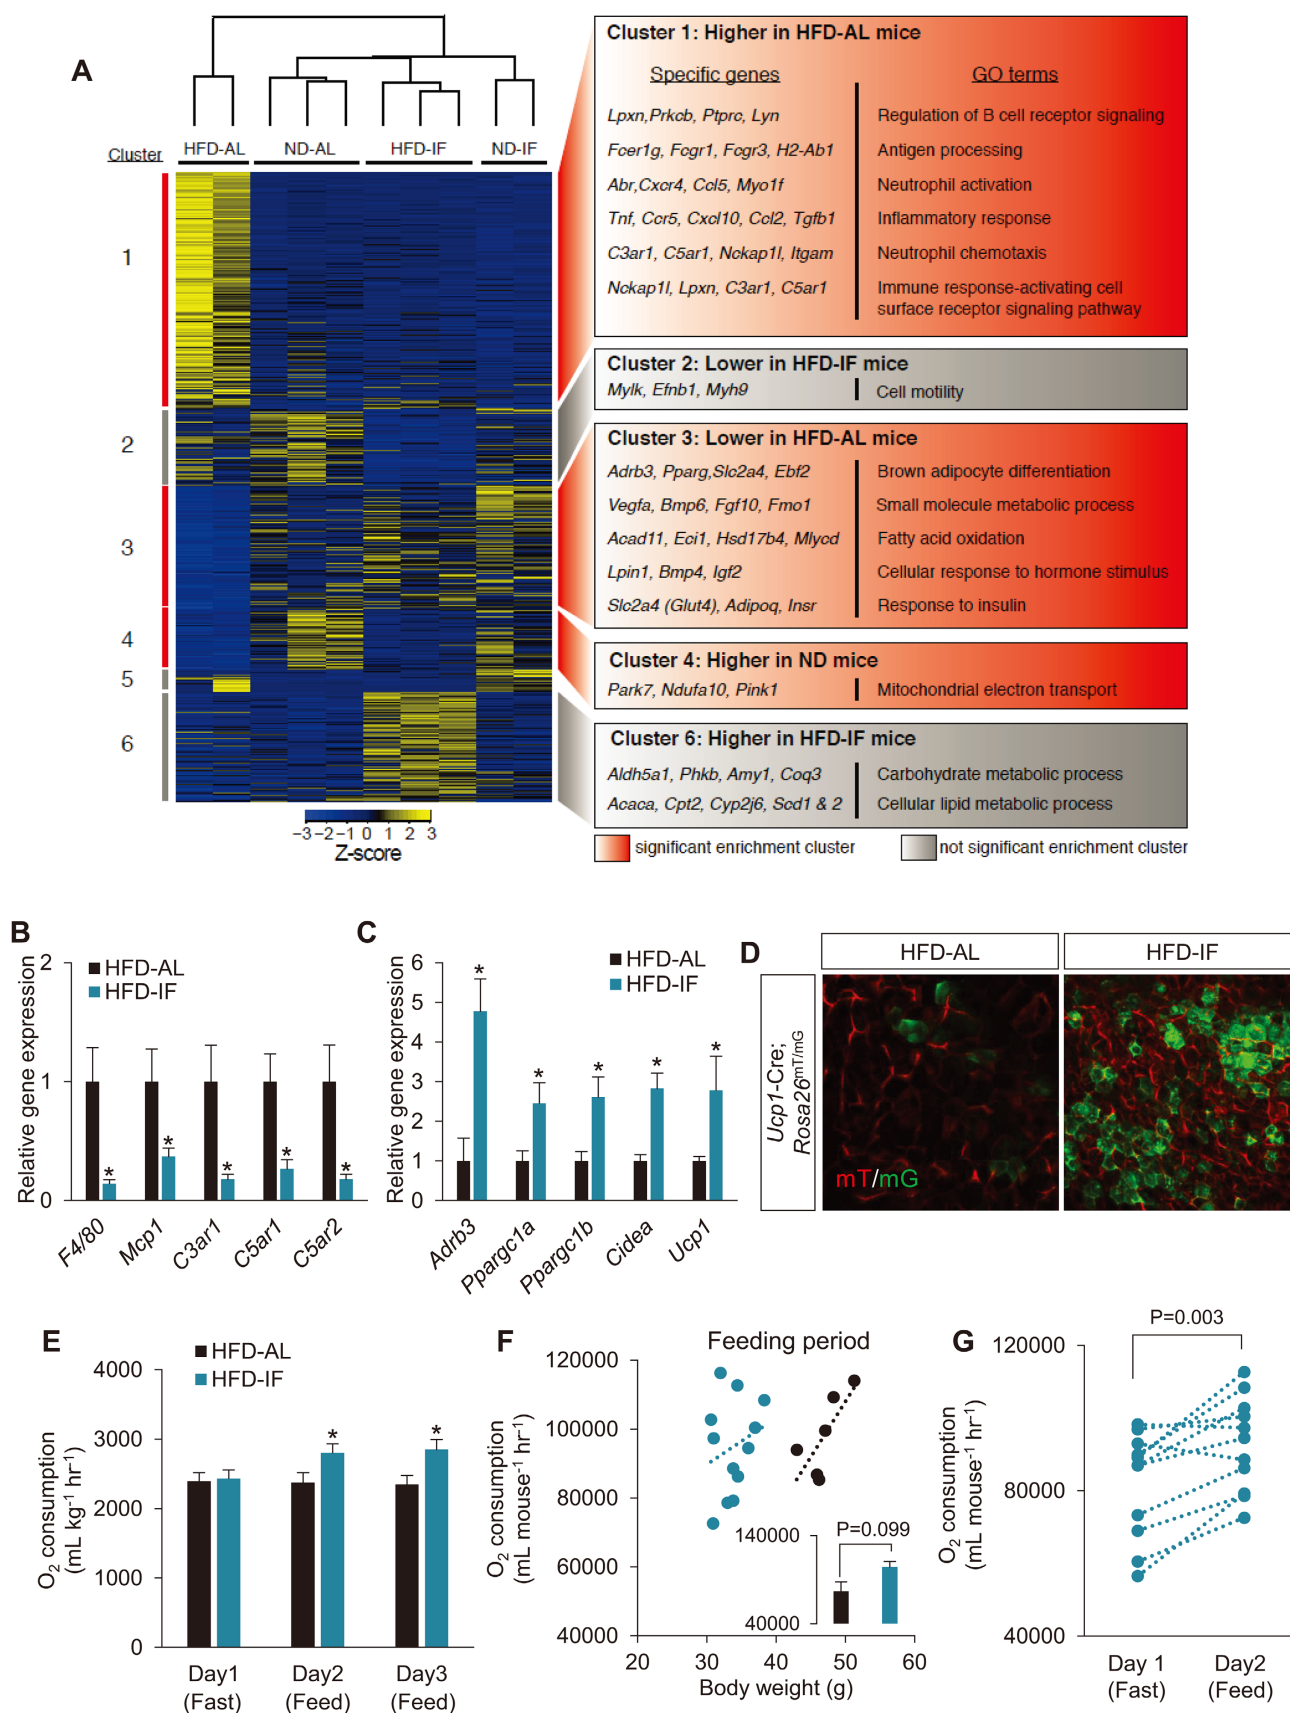 A
Cluster
HFD-AL
ND-AL
HFD-IF
ND-IF
1
2
3
4
5
6
−3−2−1 0 1 2 3
Z-score
Cluster 1: Higher in HFD-AL mice
Specific genes GO terms
Lpxn,Prkcb, Ptprc, Lyn Regulation of B cell receptor signaling
Fcer1g, Fcgr1, Fcgr3, H2-Ab1 Antigen processing
Abr,Cxcr4, Ccl5, Myo1f Neutrophil activation
Tnf, Ccr5, Cxcl10, Ccl2, Tgfb1 Inflammatory response
C3ar1, C5ar1, Nckap1l, Itgam Neutrophil chemotaxis
Nckap1l, Lpxn, C3ar1, C5ar1 Immune response-activating cell
surface receptor signaling pathway
Cluster 2: Lower in HFD-IF mice
Mylk, Efnb1, Myh9 Cell motility
Cluster 3: Lower in HFD-AL mice
Adrb3, Pparg,Slc2a4, Ebf2 Brown adipocyte differentiation
Vegfa, Bmp6, Fgf10, Fmo1 Small molecule metabolic process
Acad11, Eci1, Hsd17b4, Mlycd Fatty acid oxidation
Lpin1, Bmp4, Igf2 Cellular response to hormone stimulus
Slc2a4 (Glut4), Adipoq, Insr Response to insulin
Cluster 4: Higher in ND mice
Park7, Ndufa10, Pink1 Mitochondrial electron transport
Cluster 6: Higher in HFD-IF mice
Aldh5a1, Phkb, Amy1, Coq3 Carbohydrate metabolic process
Acaca, Cpt2, Cyp2j6, Scd1 & 2 Cellular lipid metabolic process
significant enrichment cluster
not significant enrichment cluster
B
Relative gene expression
2
1
0
HFD-AL
HFD-IF
* * * * *
F4/80
Mcp1
C3ar1
C5ar1
C5ar2
C
Relative gene expression
6
5
4
3
2
1
0
HFD-AL
HFD-IF
* * * * *
Adrb3
Ppargc1a
Ppargc1b
Cidea
Ucp1
D
HFD-AL
HFD-IF
Ucp1-Cre;
Rosa26mT/mG
mT/mG
E
O2 consumption
(mL kg-1 hr-1)
4000
3000
2000
1000
0
HFD-AL
HFD-IF
* *
Day1
(Fast)
Day2
(Feed)
Day3
(Feed)
F
Feeding period
O2 consumption
(mL mouse-1 hr-1)
120000
100000
80000
60000
40000
140000
40000
P=0.099
20 30 40 50 60
Body weight (g)
G
P=0.003
O2 consumption
(mL mouse-1 hr-1)
120000
80000
40000
Day 1
(Fast)
Day2
(Feed)